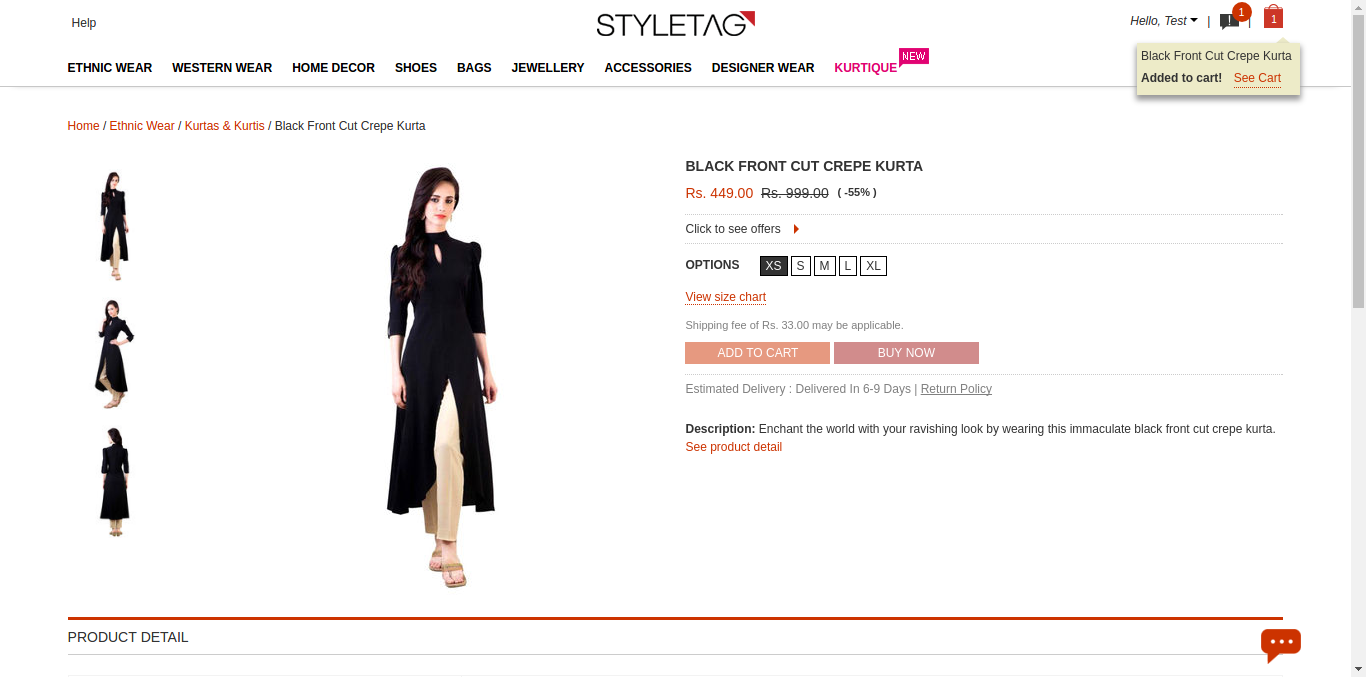 Help
STYLETAG
Hello, Test | ! 1 | 1
ETHNIC WEAR WESTERN WEAR HOME DECOR SHOES BAGS JEWELLERY ACCESSORIES DESIGNER WEAR KURTIQUE NEW
Black Front Cut Crepe Kurta
Added to cart! See Cart
Home / Ethnic Wear / Kurtas & Kurtis / Black Front Cut Crepe Kurta
BLACK FRONT CUT CREPE KURTA
Rs. 449.00 Rs. 999.00 ( -55% )
Click to see offers
OPTIONS XS S M L XL
View size chart
Shipping fee of Rs. 33.00 may be applicable.
ADD TO CART BUY NOW
Estimated Delivery : Delivered In 6-9 Days | Return Policy
Description: Enchant the world with your ravishing look by wearing this immaculate black front cut crepe kurta.
See product detail
PRODUCT DETAIL